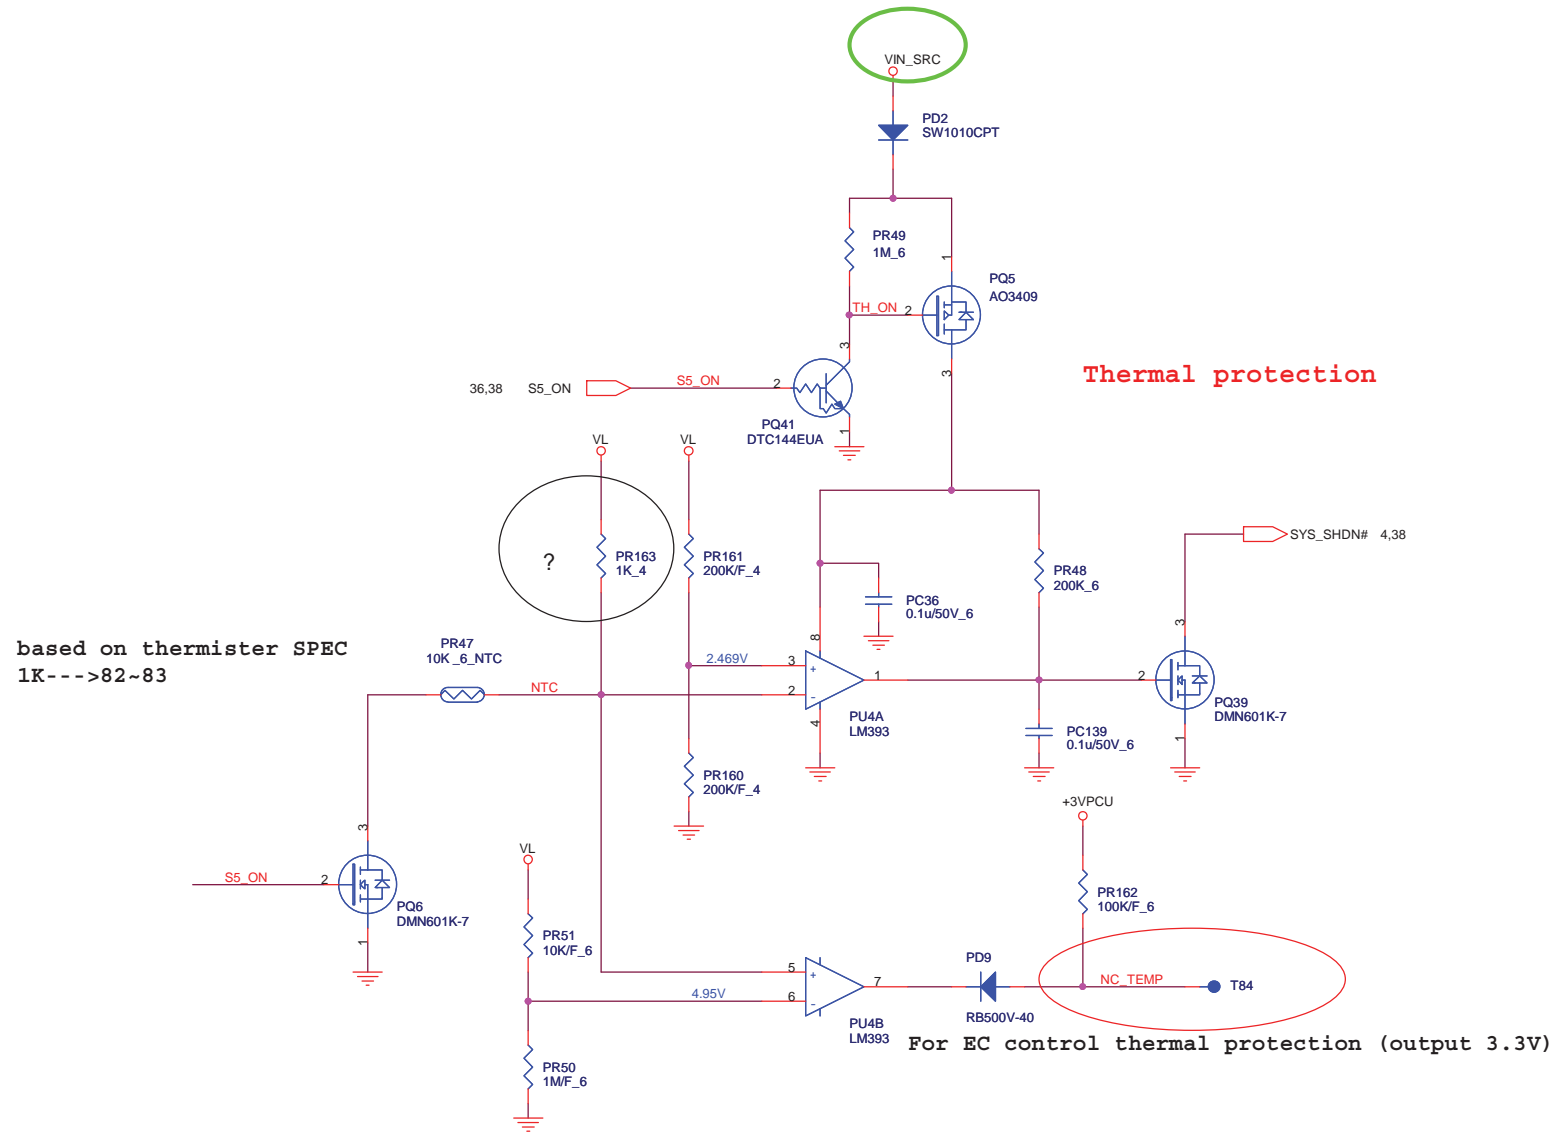 VIN_SRC
PD2
SW1010CPT
PR49
1M_6
1
PQ5
AO3409
TH_ON
2
3
3
Thermal protection
36,38
S5_ON
S5_ON
2
PQ41
DTC144EUA
1
VL
VL
?
PR163
1K_4
PR161
200K/F_4
PR48
200K_6
SYS_SHDN#
4,38
PC36
0.1u/50V_6
8
3
based on thermister SPEC
1K--->82~83
PR47
10K _6_NTC
NTC
2.469V
3
+
2
-
1
4
PU4A
LM393
2
PQ39
DMN601K-7
1
PC139
0.1u/50V_6
PR160
200K/F_4
+3VPCU
3
VL
S5_ON
2
PQ6
DMN601K-7
1
PR162
100K/F_6
PR51
10K/F_6
PD9
5
+
7
NC_TEMP
T84
4.95V
6
-
RB500V-40
PU4B
LM393
For EC control thermal protection (output 3.3V)
PR50
1M/F_6